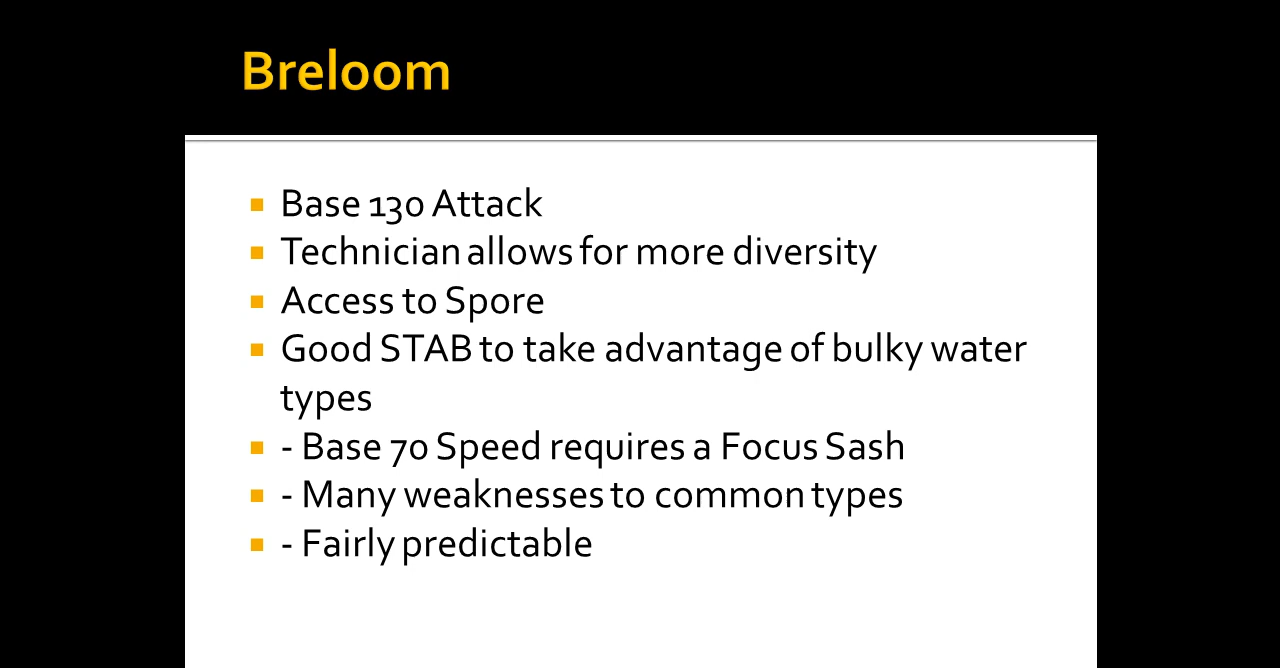 Breloom
Base 130 Attack
Technician allows for more diversity
Access to Spore
Good STAB to take advantage of bulky water
types
- Base 70 Speed requires a Focus Sash
- Many weaknesses to common types
- Fairly predictable